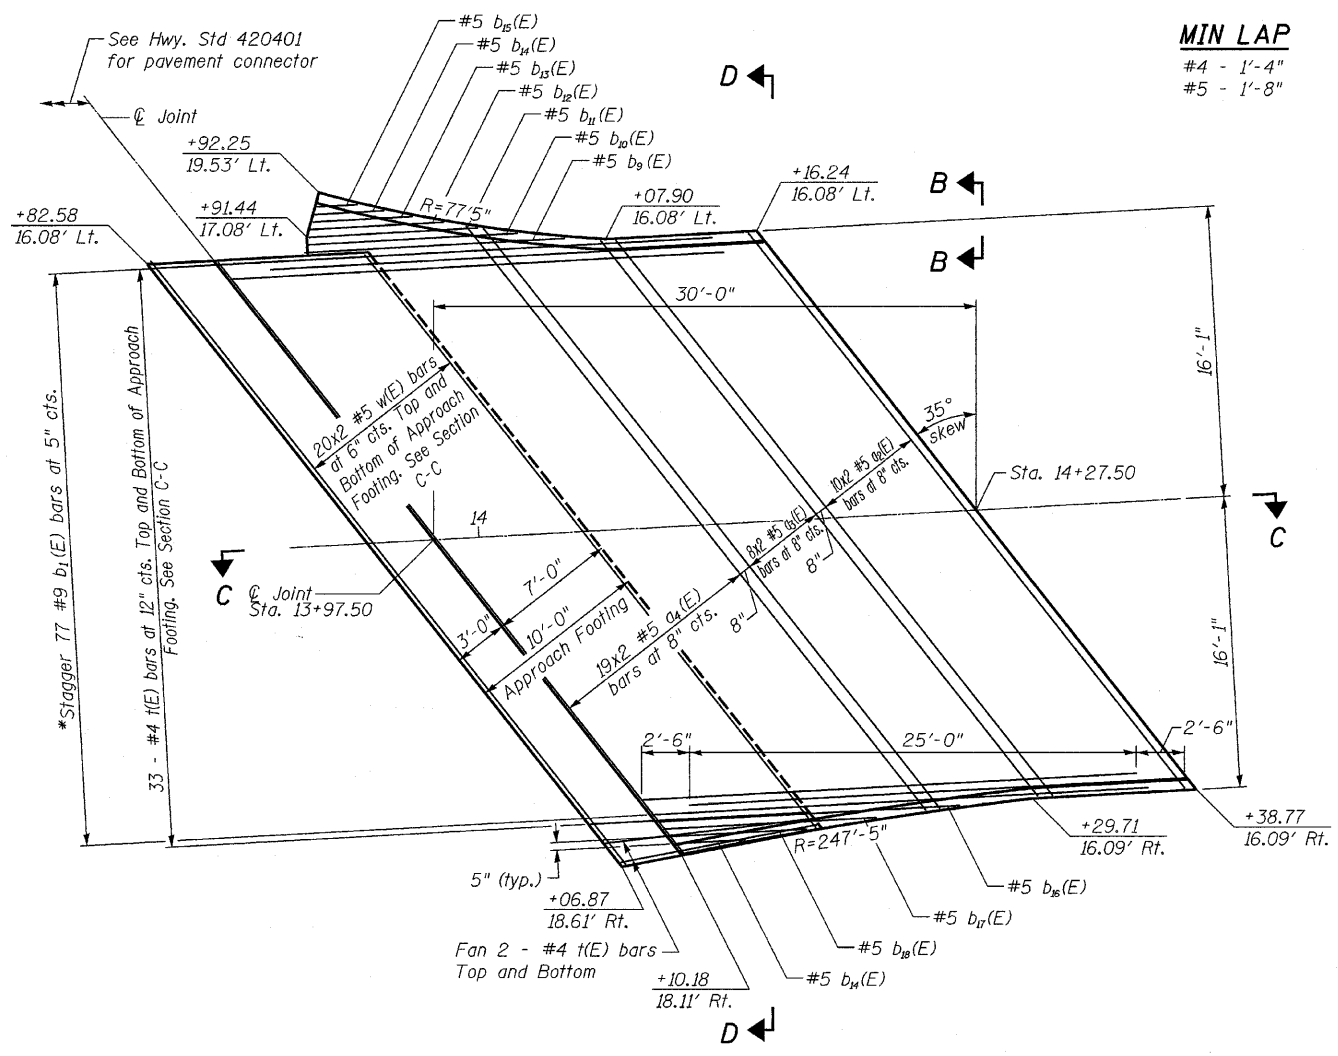 See Hwy. Std 420401
for pavement connector
℄ Joint
#5 b15(E)
#5 b14(E)
#5 b13(E)
#5 b12(E)
#5 b11(E)
#5 b10(E)
#5 b9(E)
D
MIN LAP
#4 - 1'-4"
#5 - 1'-8"
+92.25
19.53' Lt.
+82.58
16.08' Lt.
+91.44
17.08' Lt.
R=77'5"
+07.90
16.08' Lt.
+16.24
16.08' Lt.
B
B
30'-0"
16'-1"
*Stagger 77 #9 b1(E) bars at 5" cts.
33 - #4 t(E) bars at 12" cts. Top and Bottom of Approach
Footing. See Section C-C
20x2 #5 w(E) bars
at 6" cts. Top and
Bottom of Approach
Footing. See Section
C-C
35°
skew
10x2 #5 a2(E)
bars at 8" cts.
Sta. 14+27.50
8x2 #5 a3(E)
bars at 8" cts.
8"
14
C
C
℄ Joint
Sta. 13+97.50
7'-0"
3'-0"
10'-0"
Approach Footing
19x2 #5 a4(E)
bars at 8" cts.
8"
16'-1"
2'-6"
25'-0"
2'-6"
R=247'-5"
5" (typ.)
+06.87
18.61' Rt.
+29.71
16.09' Rt.
+38.77
16.09' Rt.
#5 b16(E)
#5 b17(E)
#5 b18(E)
#5 b14(E)
Fan 2 - #4 t(E) bars
Top and Bottom
+10.18
18.11' Rt.
D